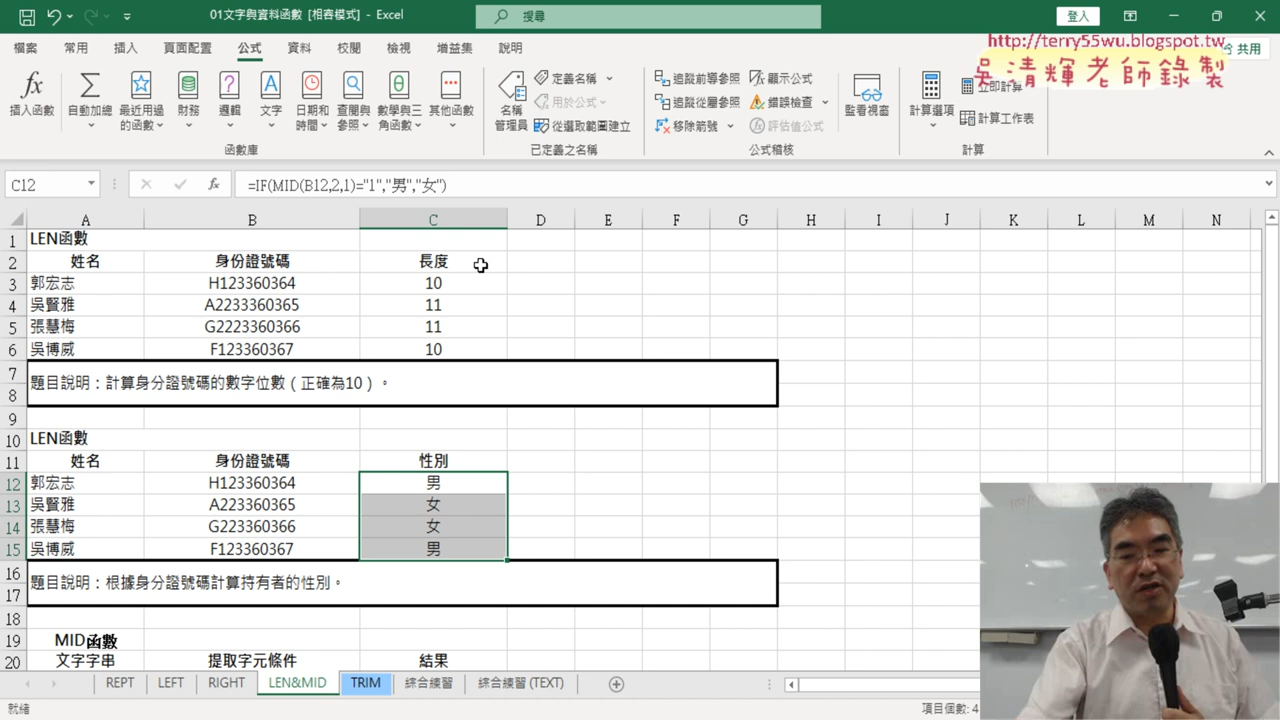 01文字與資料函數 [相容模式] - Excel
搜尋
登入
http://terry55wu.blogspot.tw
吳清輝老師錄製
檔案 常用 插入 頁面配置 公式 資料 校閱 檢視 增益集 說明 共用
插入函數 自動加總 最近用過的函數 財務 邏輯 文字 日期和時間 查閱與參照 數學與三角函數 其他函數
名稱管理員 定義名稱 用於公式 從選取範圍建立
追蹤前導參照 追蹤從屬參照 移除箭號 顯示公式 錯誤檢查 評估值公式
監看視窗 計算選項 立即計算 計算工作表
函數庫 已定義之名稱 公式稽核 計算
C12 fx =IF(MID(B12,2,1)="1","男","女")
A B C D E F G H I J K L M N
1 LEN函數
2 姓名 身份證號碼 長度
3 郭宏志 H123360364 10
4 吳賢雅 A2233360365 11
5 張慧梅 G2223360366 11
6 吳博威 F123360367 10
7 題目說明：計算身分證號碼的數字位數（正確為10）。
8
9
10 LEN函數
11 姓名 身份證號碼 性別
12 郭宏志 H123360364 男
13 吳賢雅 A223360365 女
14 張慧梅 G223360366 女
15 吳博威 F123360367 男
16 題目說明：根據身分證號碼計算持有者的性別。
17
18
19 MID函數
20 文字字串 提取字元條件 結果
REPT LEFT RIGHT LEN&MID TRIM 綜合練習 綜合練習 (TEXT)
就緒 項目個數: 4